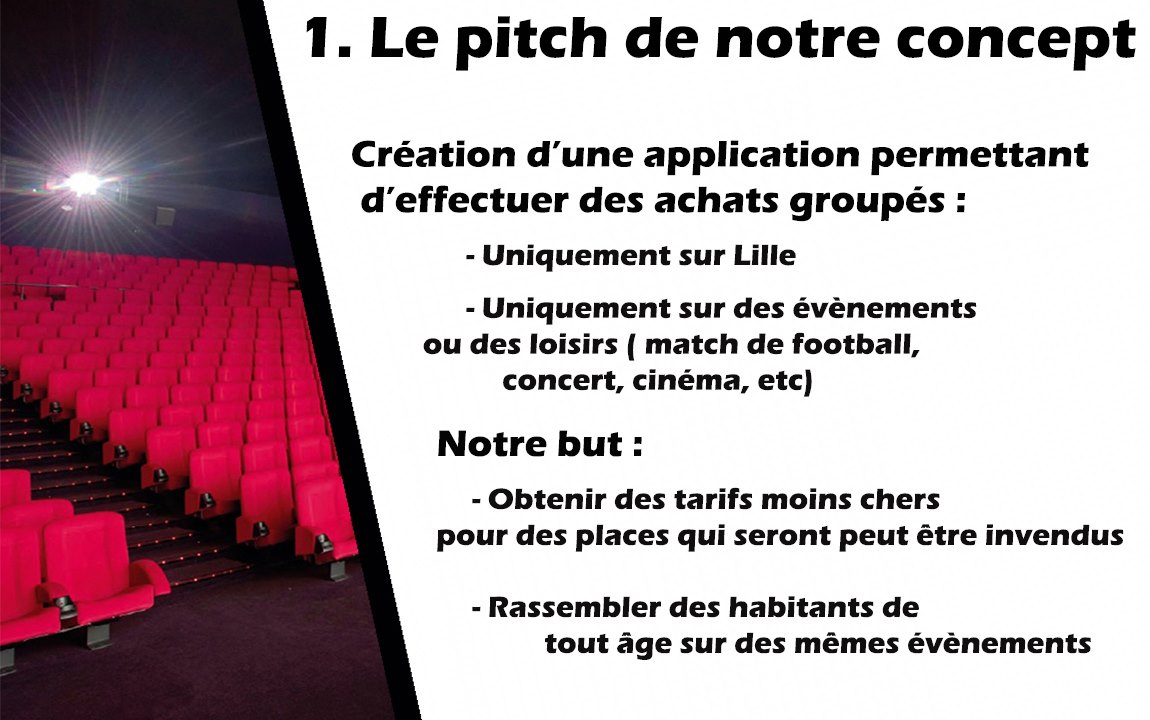 1. Le pitch de notre concept
Création d’une application permettant
d’effectuer des achats groupés :
- Uniquement sur Lille
- Uniquement sur des évènements
ou des loisirs ( match de football,
concert, cinéma, etc)
Notre but :
- Obtenir des tarifs moins chers
pour des places qui seront peut être invendus
- Rassembler des habitants de
tout âge sur des mêmes évènements